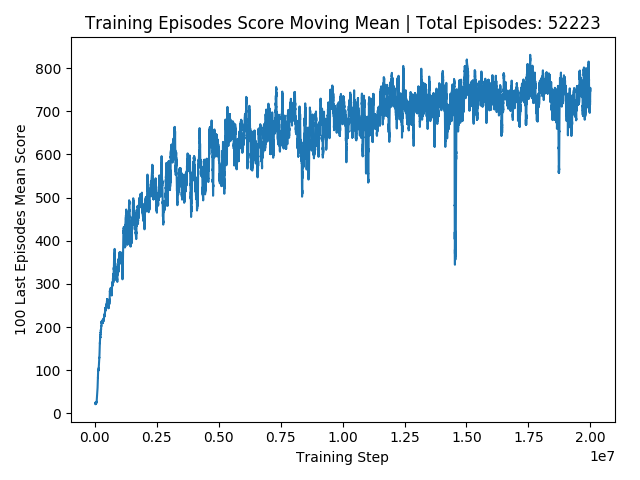 Training Episodes Score Moving Mean | Total Episodes: 52223
800
700
600
500
400
300
200
100
0
100 Last Episodes Mean Score
0.00 0.25 0.50 0.75 1.00 1.25 1.50 1.75 2.00
1e7
Training Step